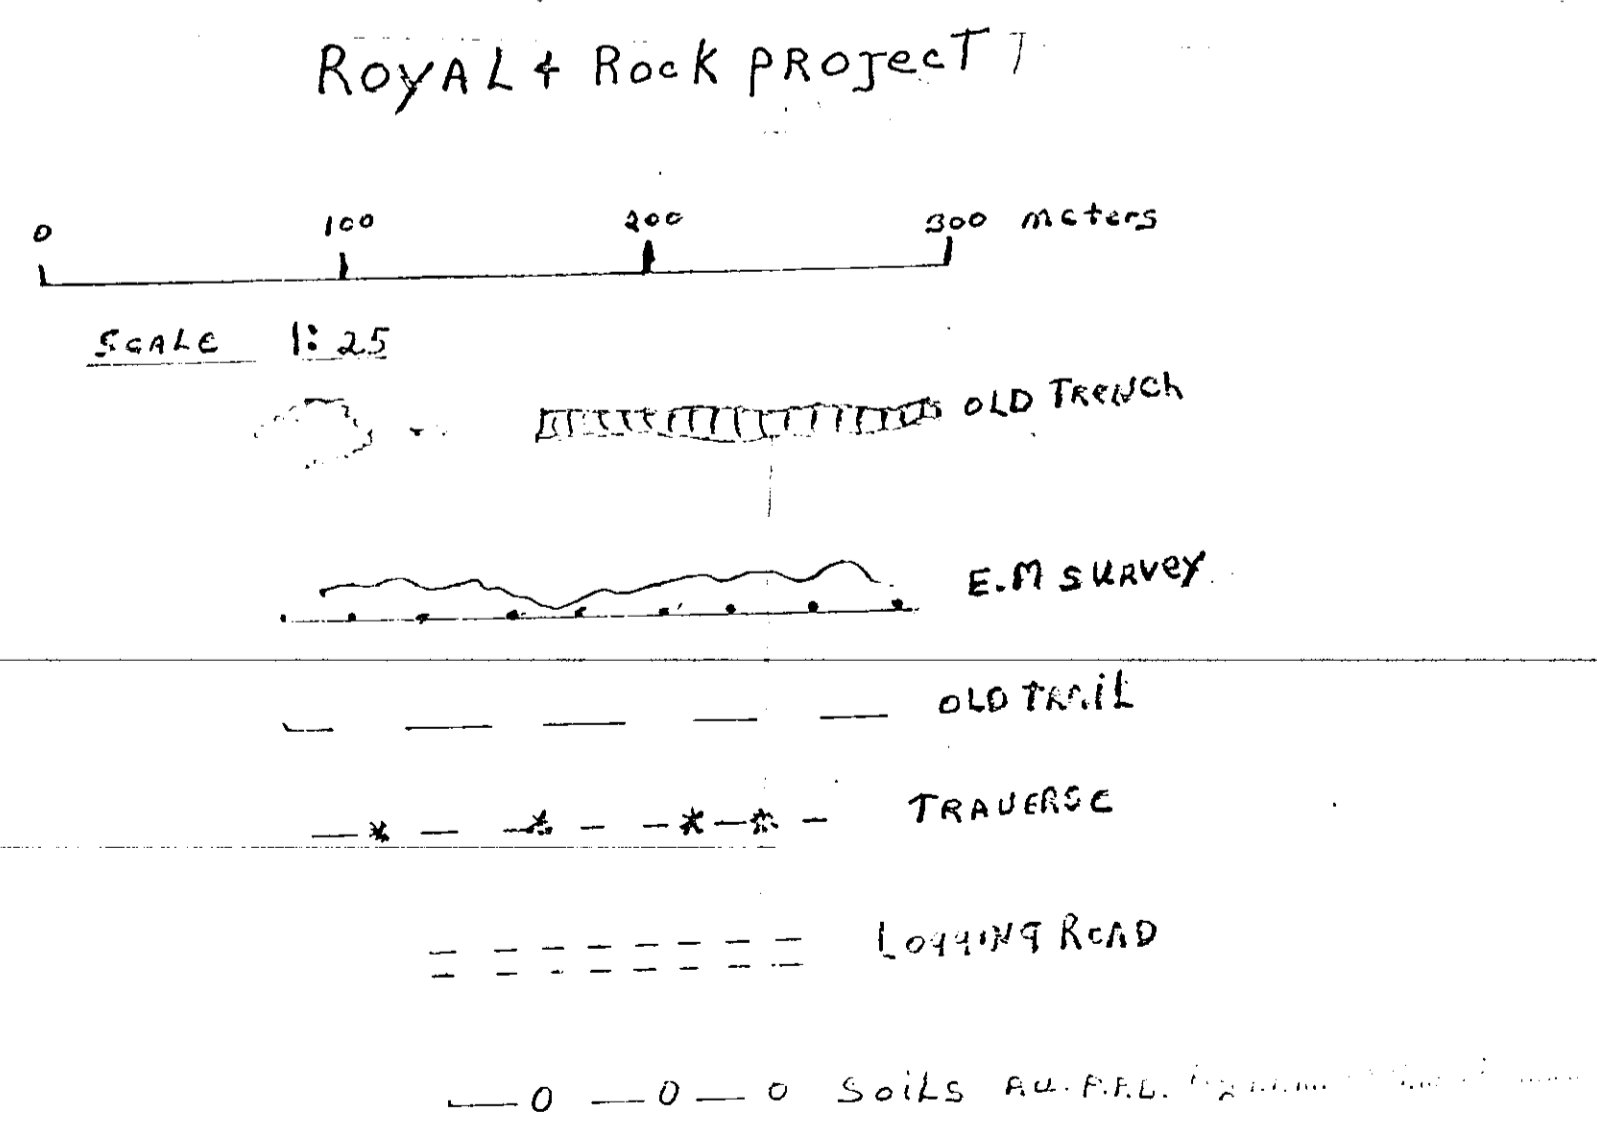 ROYAL & ROCK PROJECT
0 100 200 300 meters
SCALE 1:25
OLD TRENCH
E.M SURVEY
OLD TRAIL
TRAVERSE
LOGGING ROAD
SOILS AU.